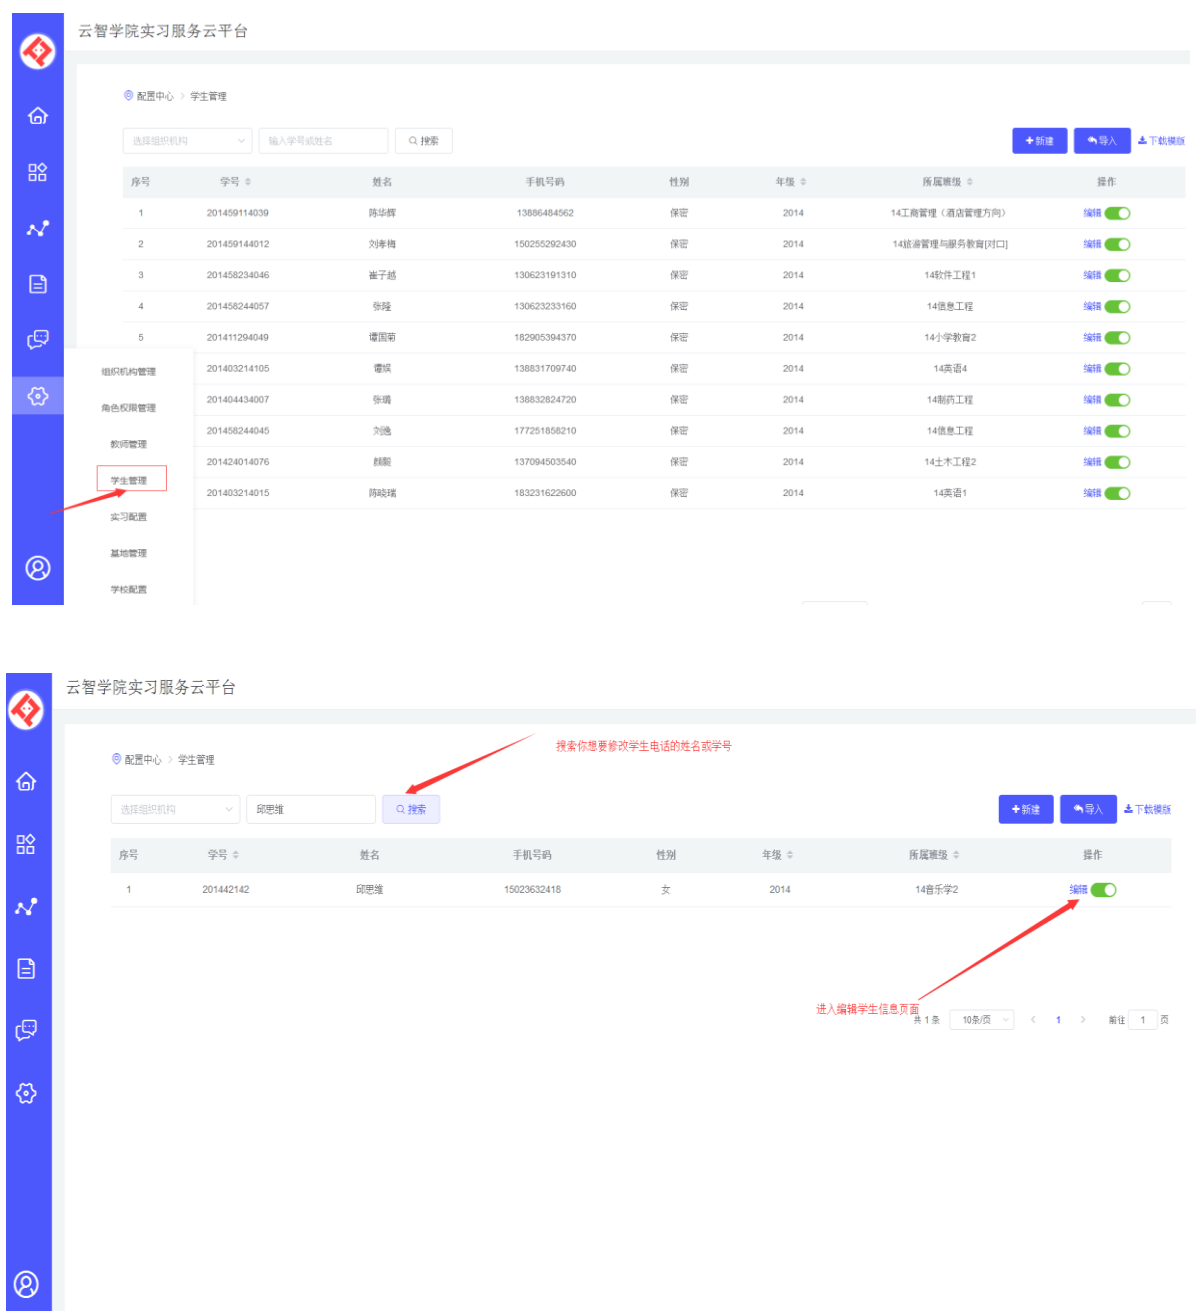 云智学院实习服务云平台
配置中心 > 学生管理
选择组织机构 输入学号或姓名 搜索 +新建 导入 下载模版
序号 学号 姓名 手机号码 性别 年级 所属班级 操作
1 201459114039 陈华辉 13886484562 保密 2014 14工商管理（酒店管理方向） 编辑
2 201459144012 刘孝梅 150255292430 保密 2014 14旅游管理与服务教育[对口] 编辑
3 201458234046 崔子越 130623191310 保密 2014 14软件工程1 编辑
4 201458244057 张隆 130623233160 保密 2014 14信息工程 编辑
5 201411294049 谭国菊 182905394370 保密 2014 14小学教育2 编辑
组织机构管理 201403214105 138831709740 保密 2014 14英语4 编辑
角色权限管理 201404434007 张璐 138832824720 保密 2014 14制药工程 编辑
教师管理 201458244045 刘逸 177251858210 保密 2014 14信息工程 编辑
学生管理 201424014076 137094503540 保密 2014 14土木工程2 编辑
201403214015 陈晓瑞 183231622600 保密 2014 14英语1 编辑
实习配置
基地管理
学校配置
云智学院实习服务云平台
搜索你想要修改学生电话的姓名或学号
配置中心 > 学生管理
选择组织机构 邱思维 搜索 +新建 导入 下载模版
序号 学号 姓名 手机号码 性别 年级 所属班级 操作
1 201442142 邱思维 15023632418 女 2014 14音乐学2 编辑
进入编辑学生信息页面
共 1 条 10条/页 < 1 > 前往 1 页